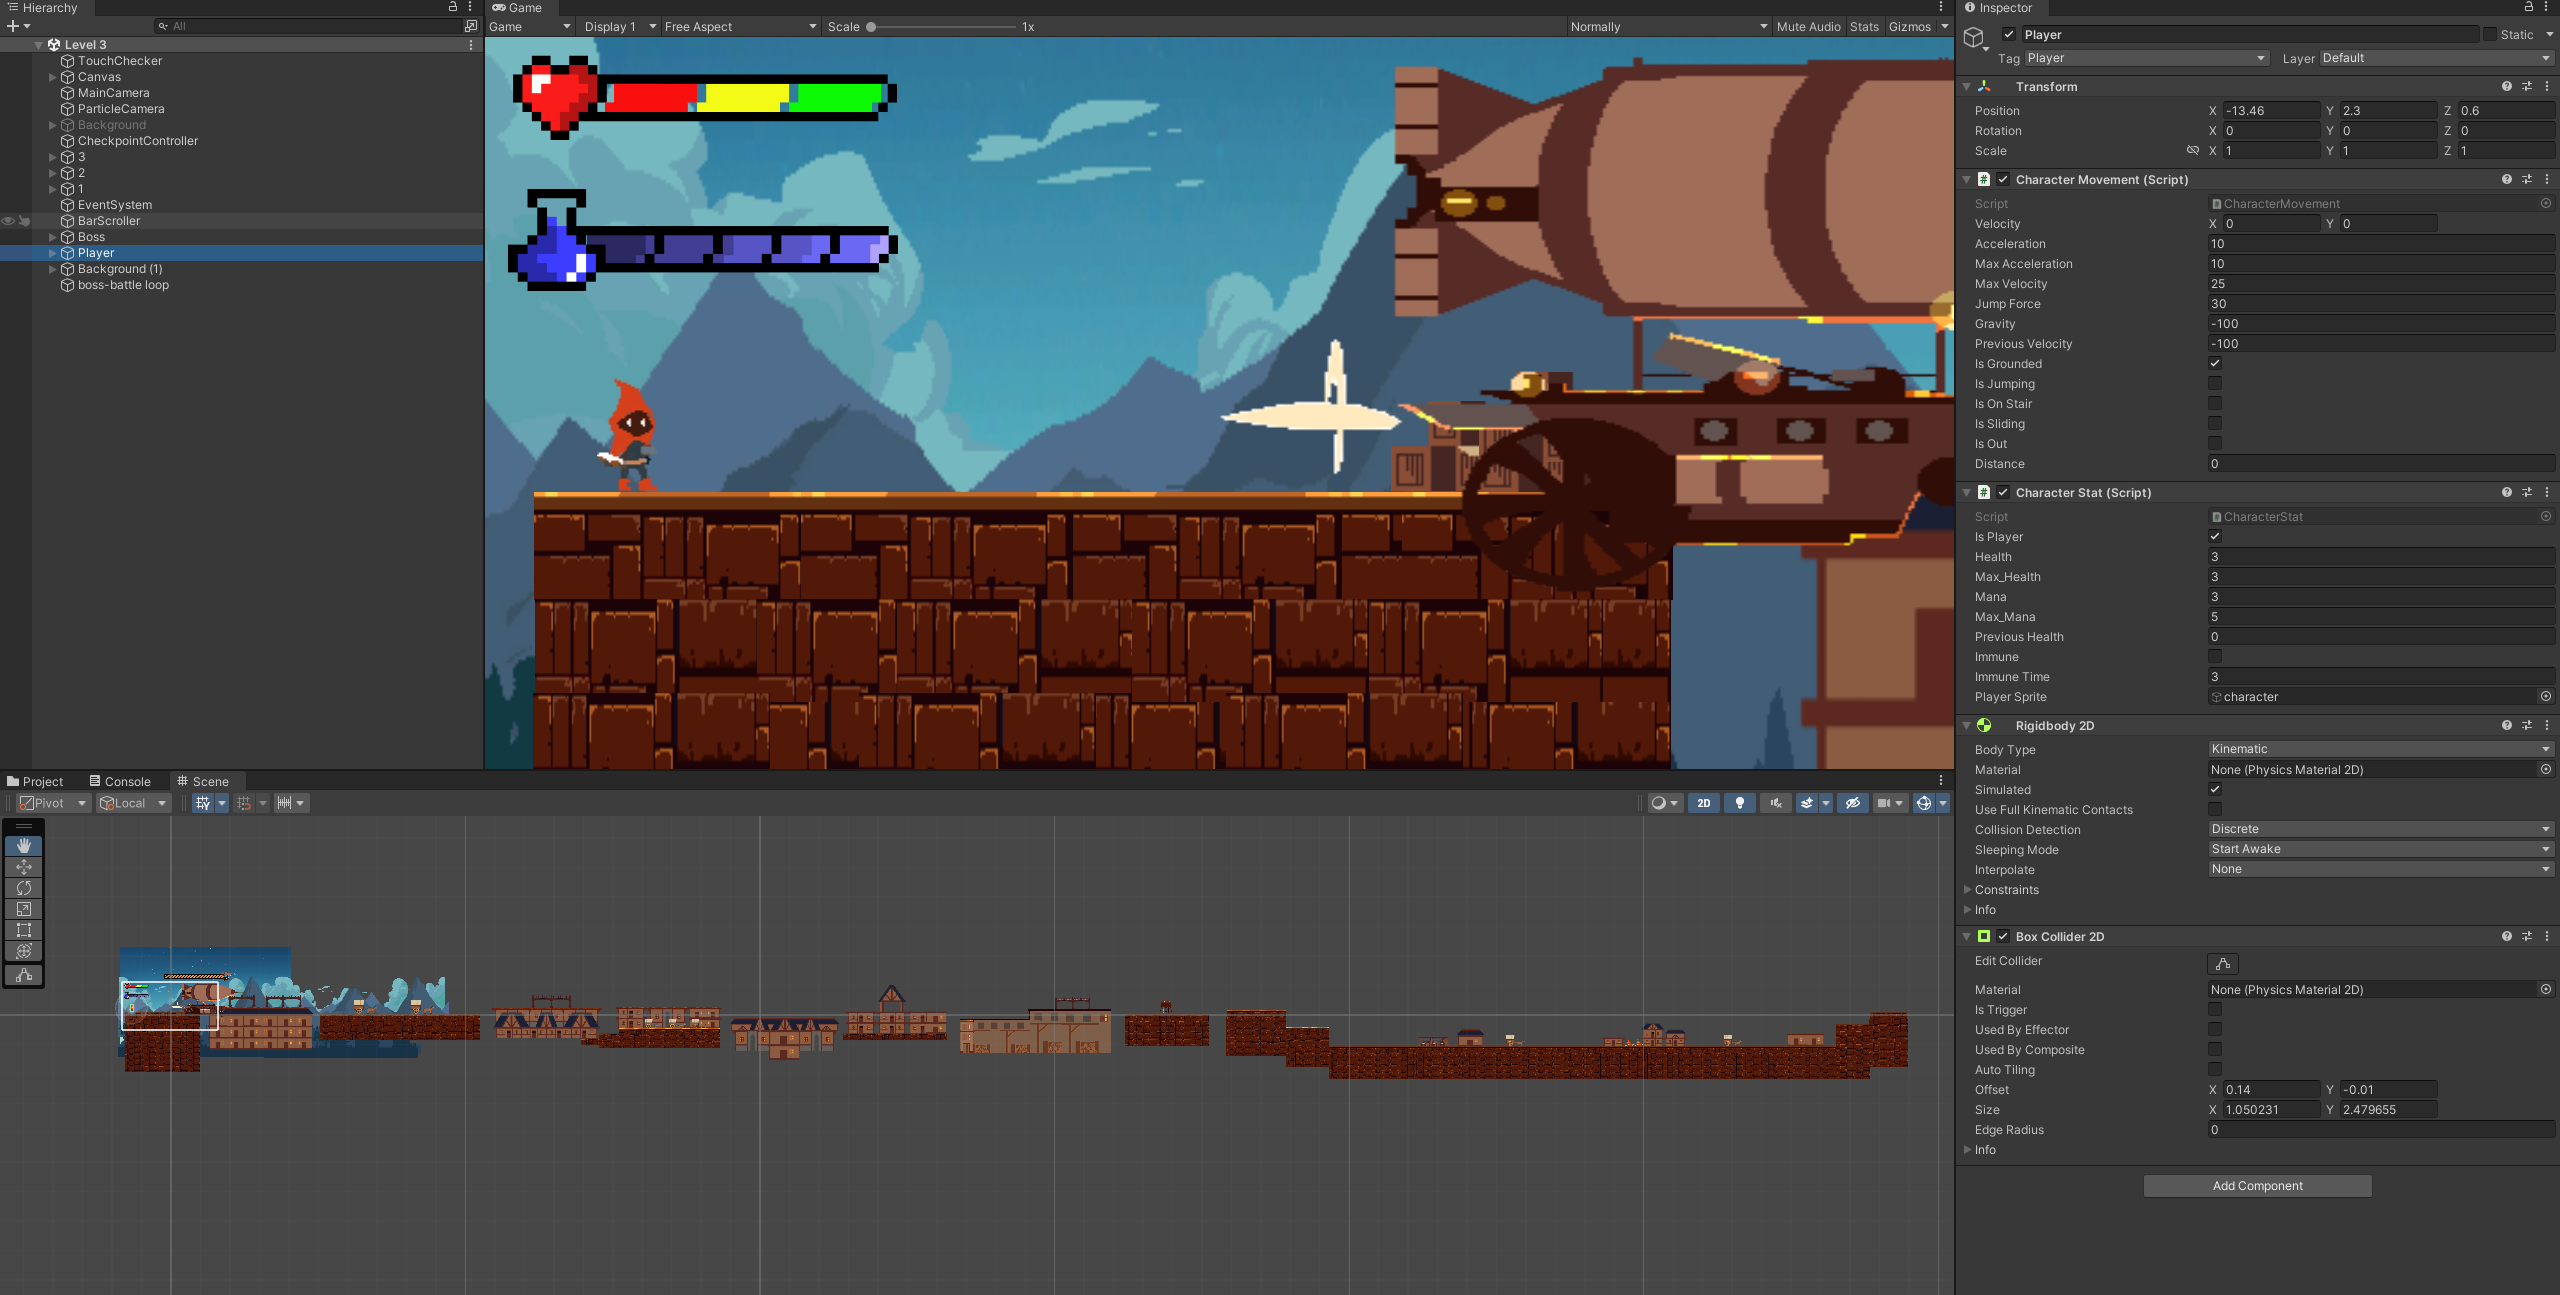 Hierarchy
All
Level 3
TouchChecker
Canvas
MainCamera
ParticleCamera
Background
CheckpointController
3
2
1
EventSystem
BarScroller
Boss
Player
Background (1)
boss-battle loop
Game
Game Display 1 Free Aspect Scale 1x Normally Mute Audio Stats Gizmos
Project Console Scene
Pivot Local 2D
Inspector
Player Static
Tag Player Layer Default
Transform
Position X -13.46 Y 2.3 Z 0.6
Rotation X 0 Y 0 Z 0
Scale X 1 Y 1 Z 1
# Character Movement (Script)
Script CharacterMovement
Velocity X 0 Y 0
Acceleration 10
Max Acceleration 10
Max Velocity 25
Jump Force 30
Gravity -100
Previous Velocity -100
Is Grounded
Is Jumping
Is On Stair
Is Sliding
Is Out
Distance 0
# Character Stat (Script)
Script CharacterStat
Is Player
Health 3
Max_Health 3
Mana 3
Max_Mana 5
Previous Health 0
Immune
Immune Time 3
Player Sprite character
Rigidbody 2D
Body Type Kinematic
Material None (Physics Material 2D)
Simulated
Use Full Kinematic Contacts
Collision Detection Discrete
Sleeping Mode Start Awake
Interpolate None
Constraints
Info
Box Collider 2D
Edit Collider
Material None (Physics Material 2D)
Is Trigger
Used By Effector
Used By Composite
Auto Tiling
Offset X 0.14 Y -0.01
Size X 1.050231 Y 2.479655
Edge Radius 0
Info
Add Component